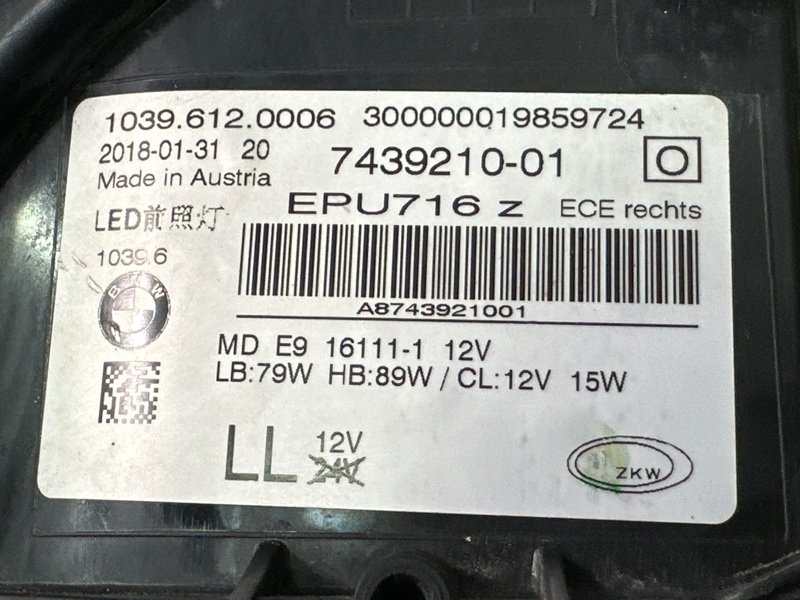 1039.612.0006 300000019859724
2018-01-31 20 7439210-01 O
Made in Austria
EPU716 z ECE rechts
LED前照灯
1039.6
BMW
A8743921001
MD E9 16111-1 12V
LB:79W HB:89W / CL:12V 15W
LL 12V
24V
ZKW